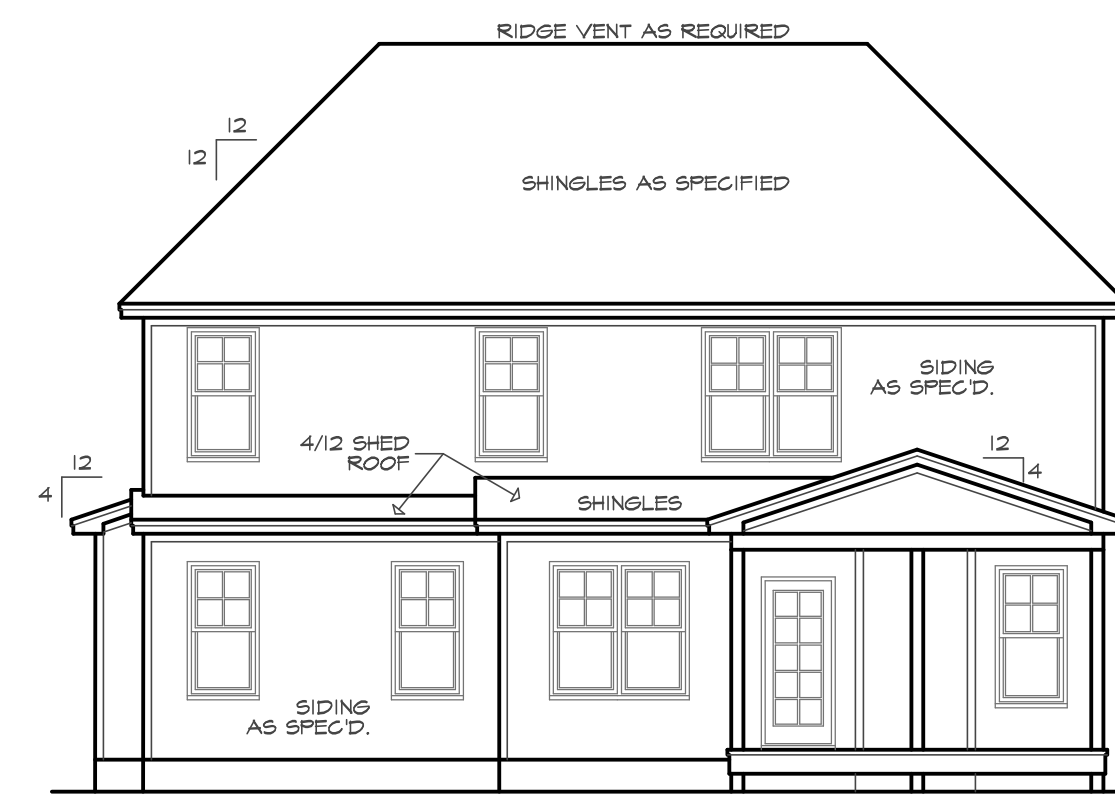 RIDGE VENT AS REQUIRED
12
12
SHINGLES AS SPECIFIED
SIDING
AS SPEC'D.
4/12 SHED
ROOF
12
4
12
4
SHINGLES
SIDING
AS SPEC'D.